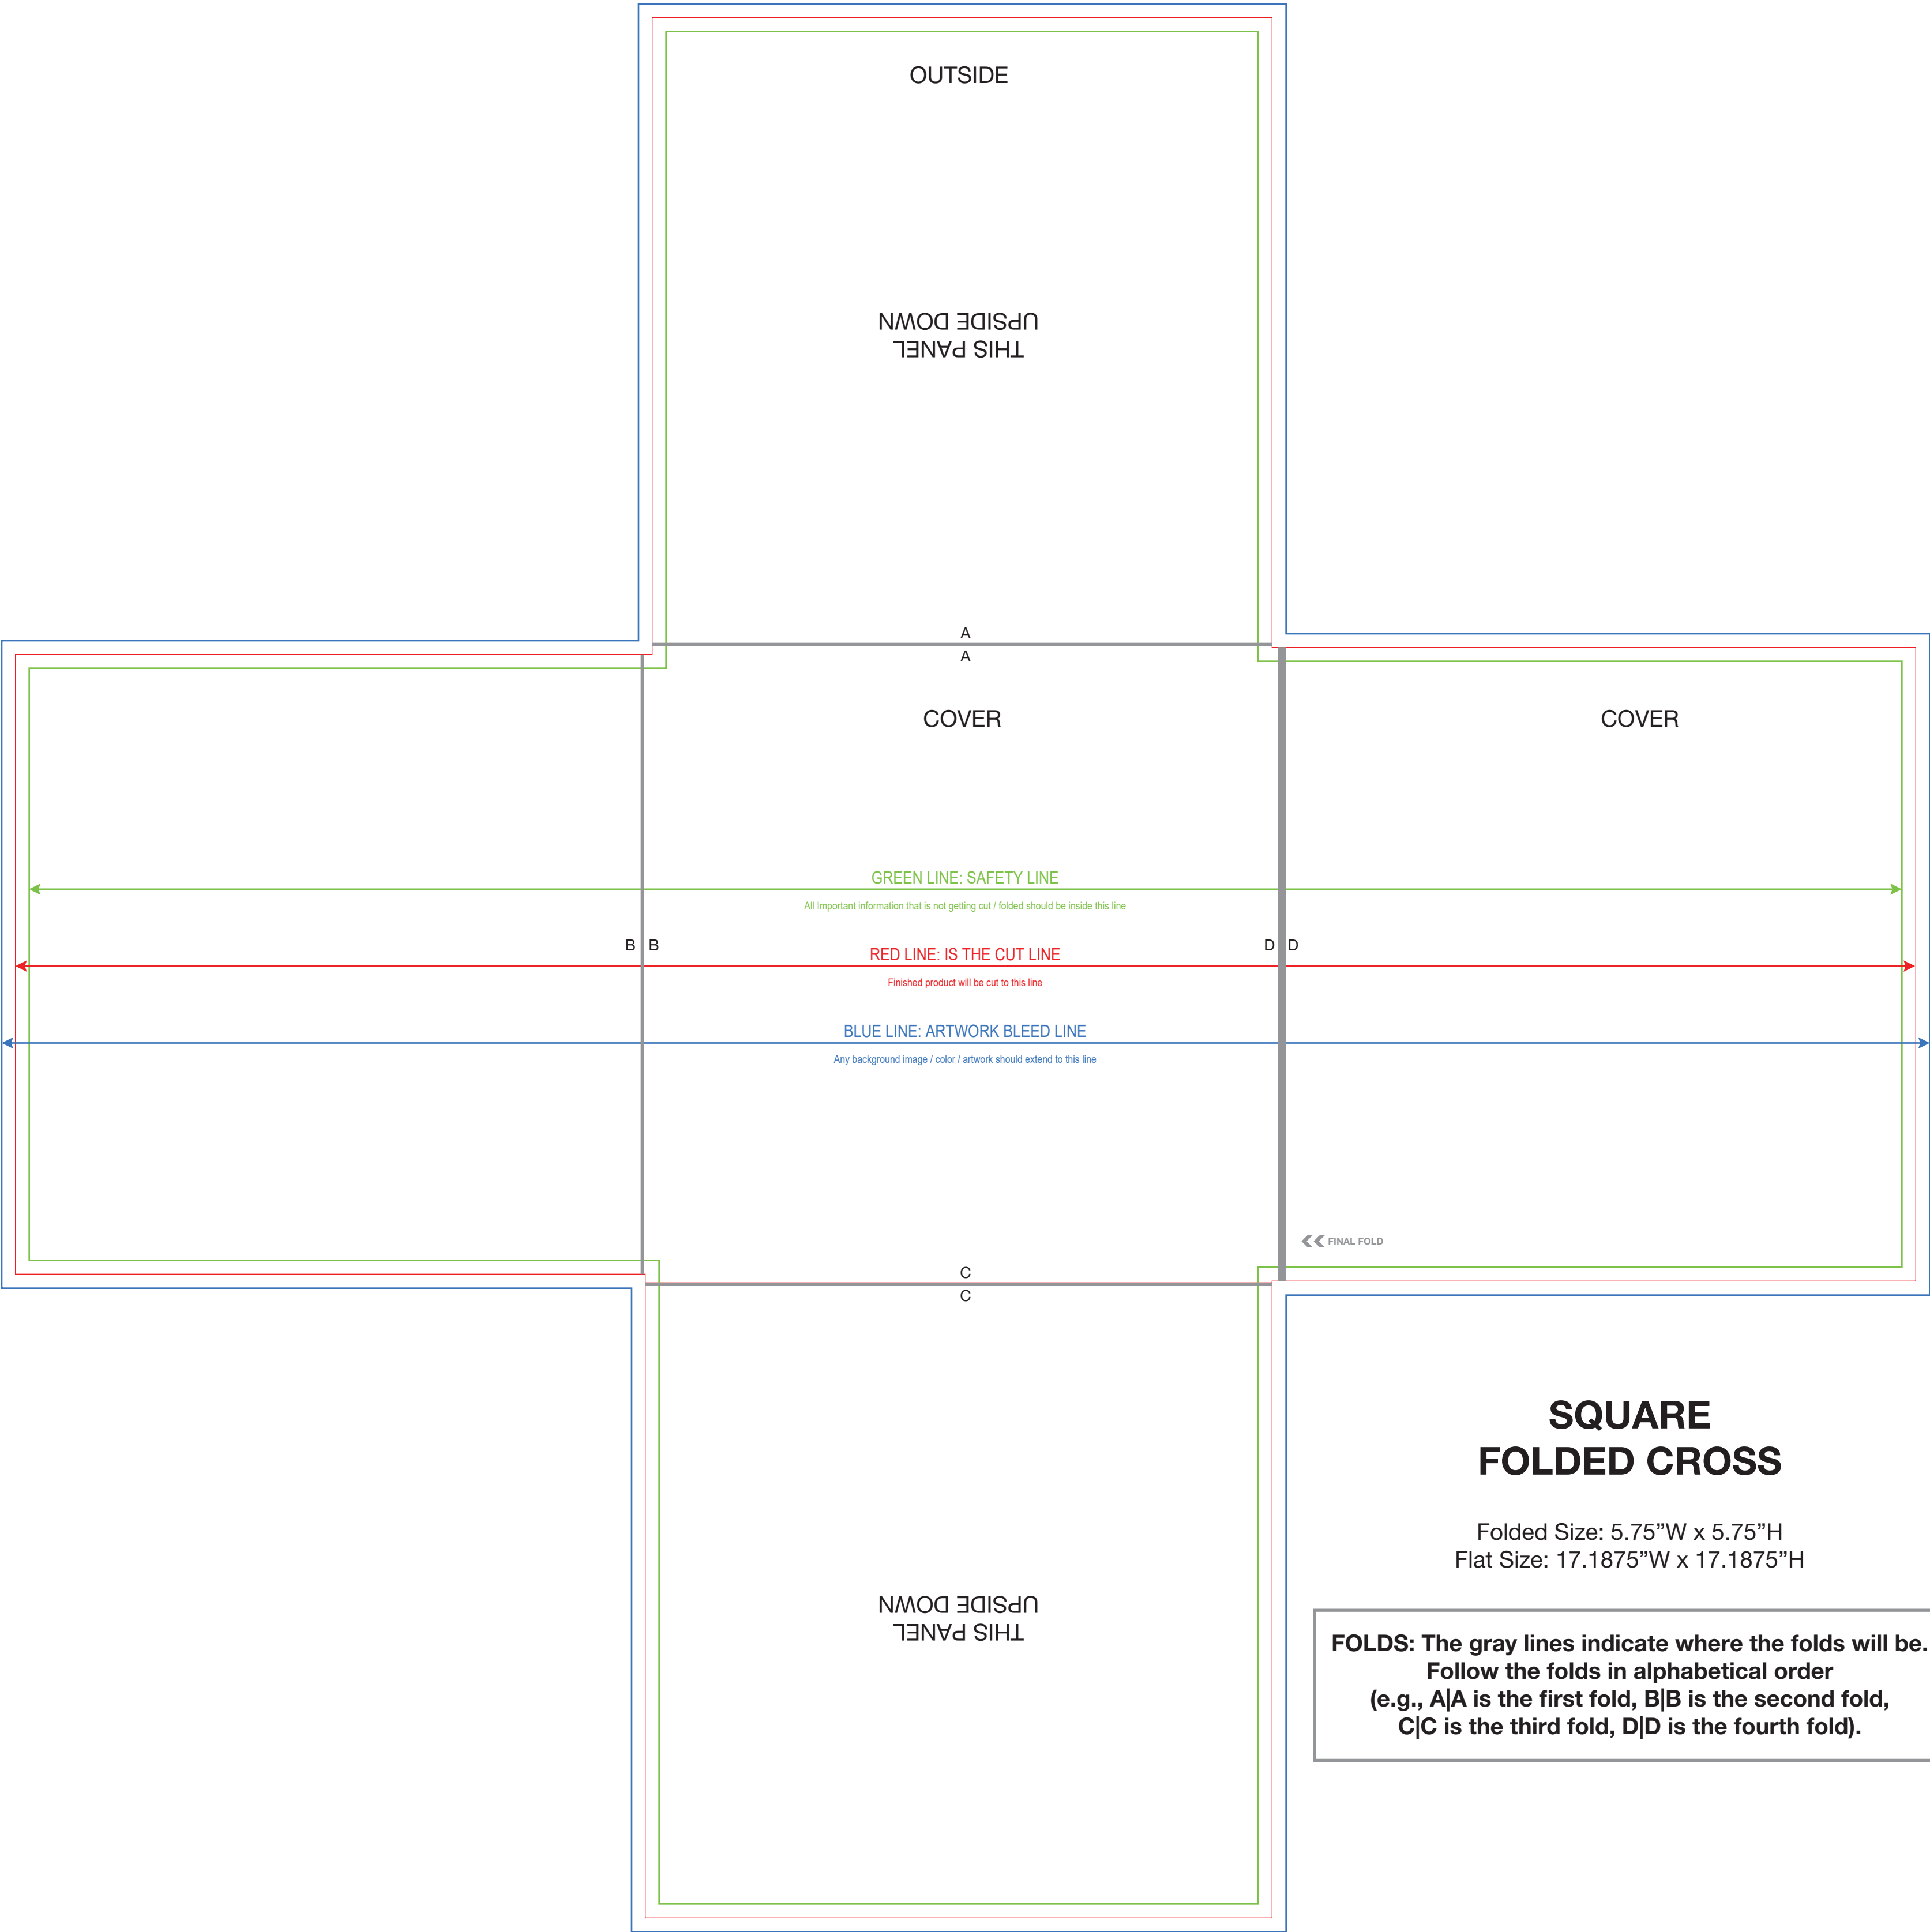 OUTSIDE
THIS PANEL
UPSIDE DOWN
A
A
COVER
COVER
GREEN LINE: SAFETY LINE
All Important information that is not getting cut / folded should be inside this line
B B
D D
RED LINE: IS THE CUT LINE
Finished product will be cut to this line
BLUE LINE: ARTWORK BLEED LINE
Any background image / color / artwork should extend to this line
FINAL FOLD
C
C
SQUARE
FOLDED CROSS
Folded Size: 5.75”W x 5.75”H
Flat Size: 17.1875”W x 17.1875”H
THIS PANEL
UPSIDE DOWN
FOLDS: The gray lines indicate where the folds will be.
Follow the folds in alphabetical order
(e.g., A|A is the first fold, B|B is the second fold,
C|C is the third fold, D|D is the fourth fold).